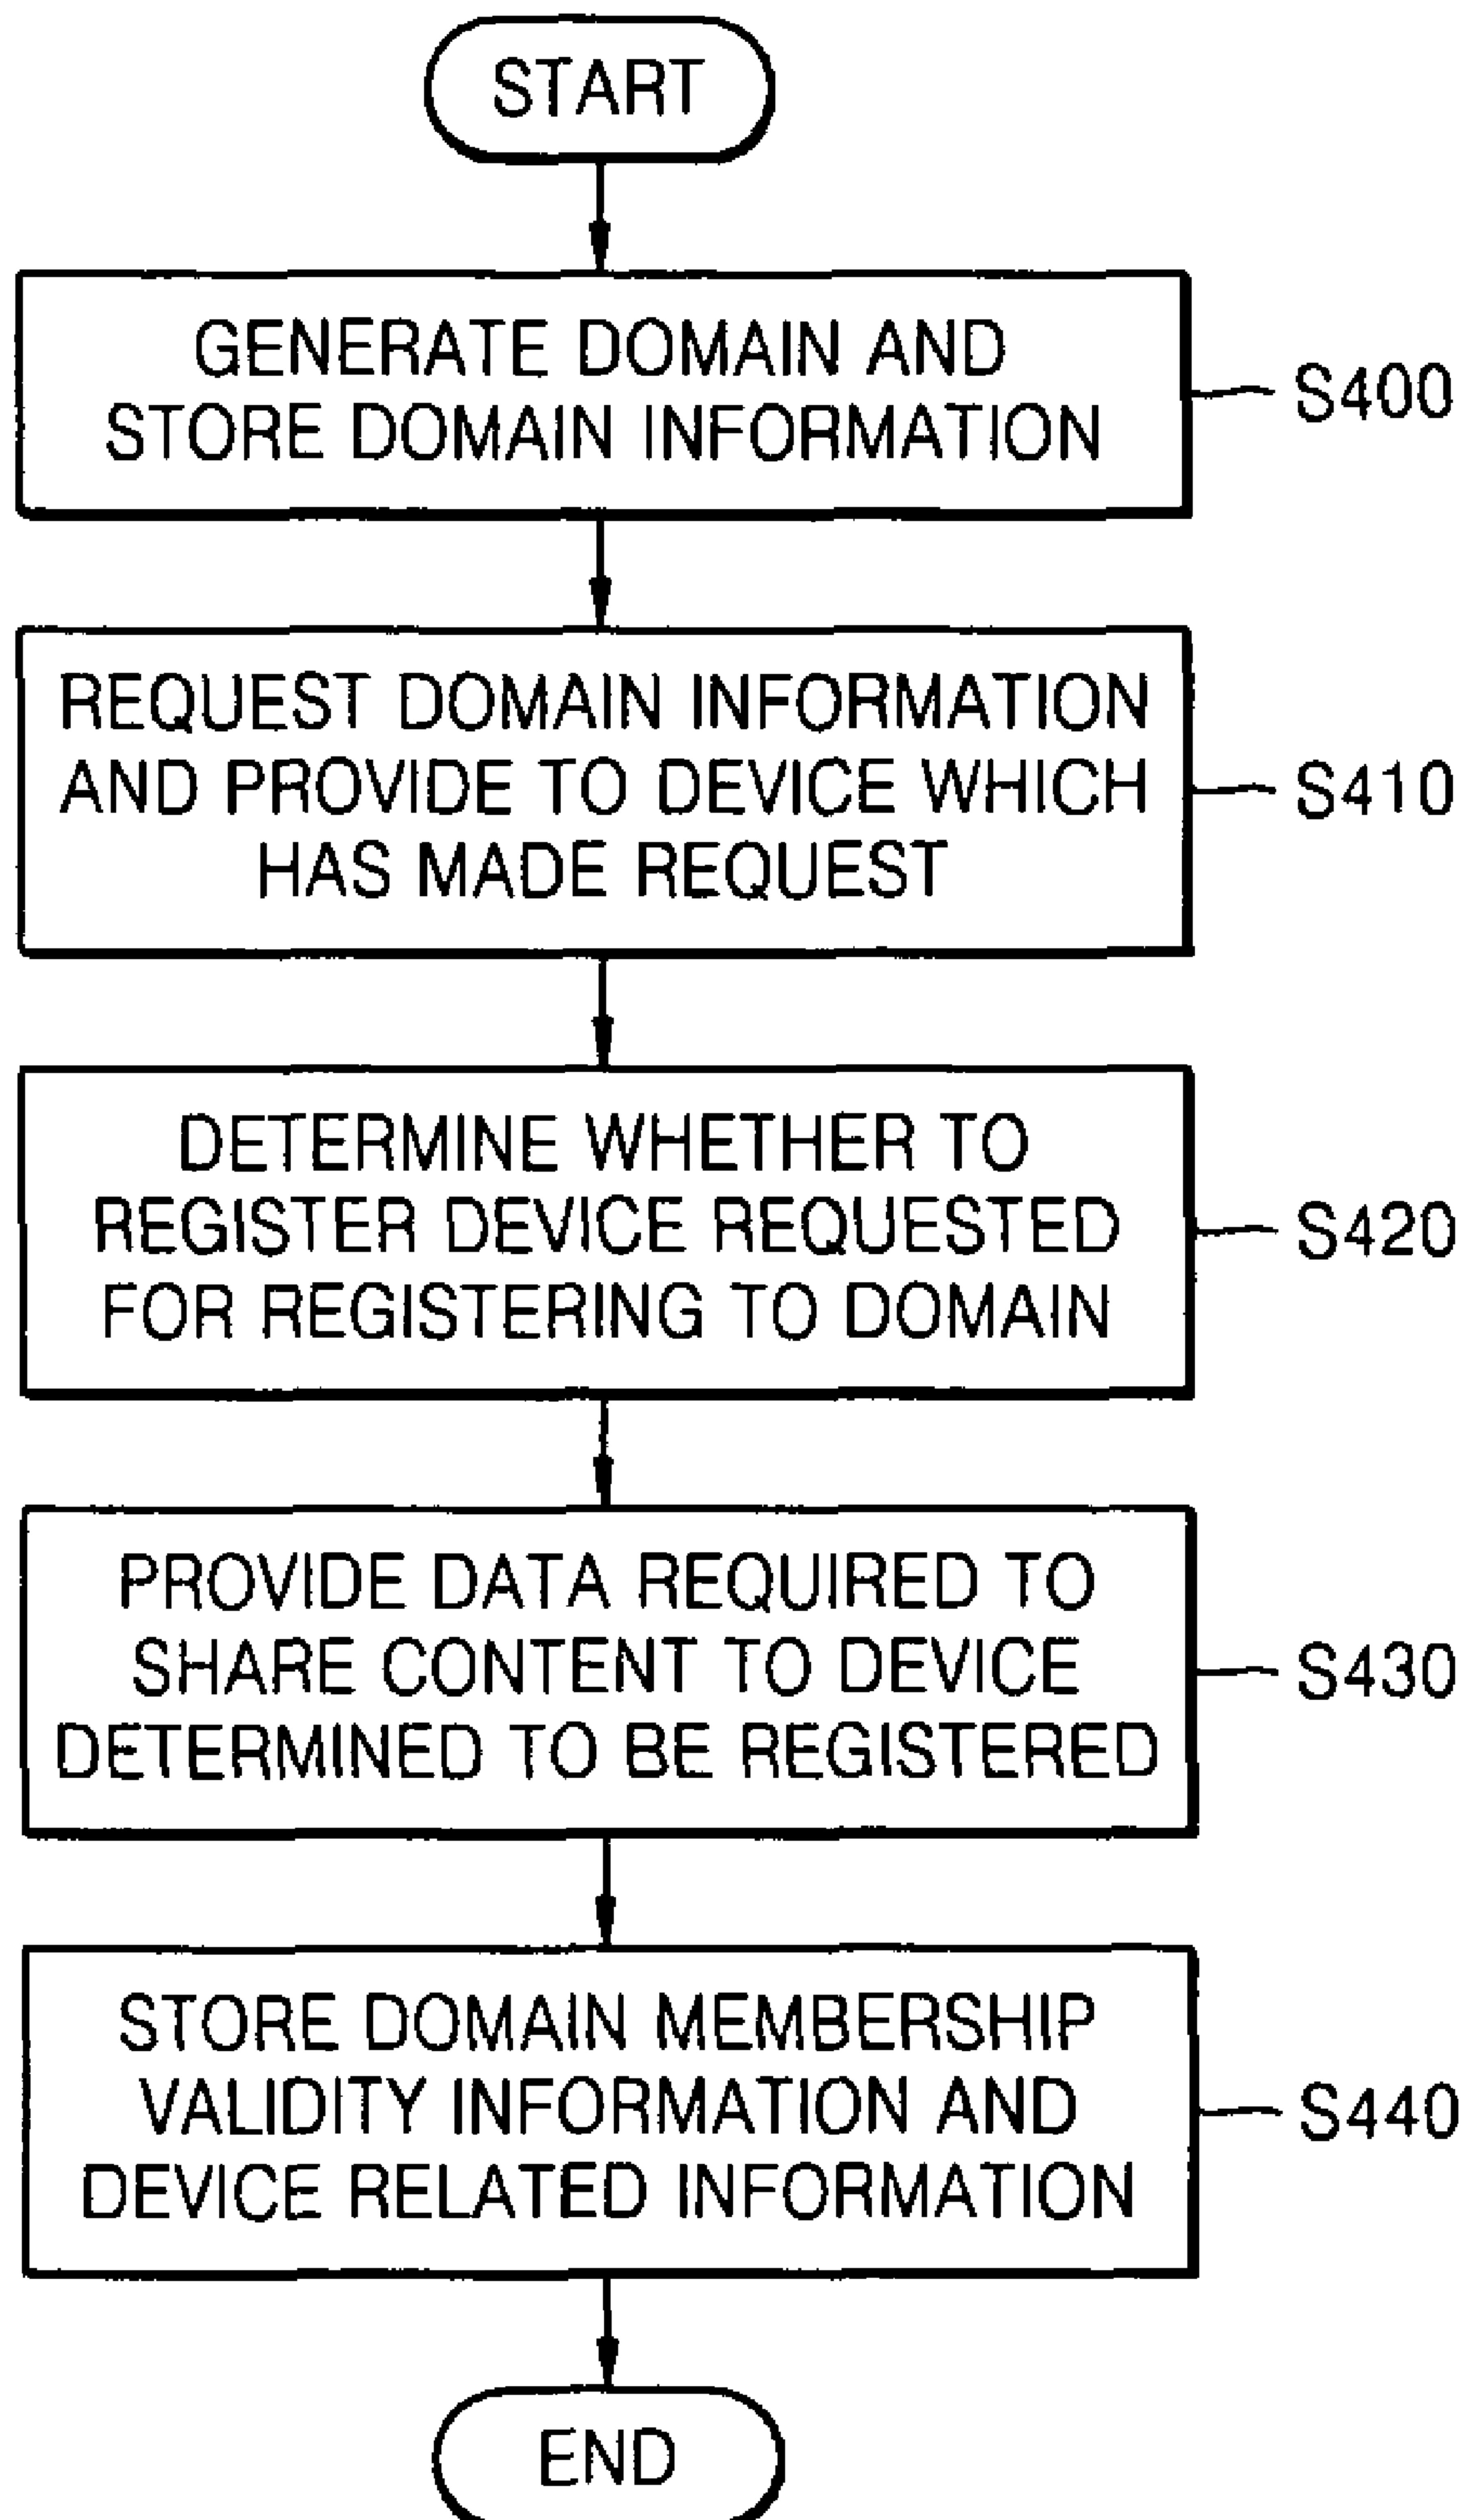 START
GENERATE DOMAIN AND
STORE DOMAIN INFORMATION
S400
REQUEST DOMAIN INFORMATION
AND PROVIDE TO DEVICE WHICH
HAS MADE REQUEST
S410
DETERMINE WHETHER TO
REGISTER DEVICE REQUESTED
FOR REGISTERING TO DOMAIN
S420
PROVIDE DATA REQUIRED TO
SHARE CONTENT TO DEVICE
DETERMINED TO BE REGISTERED
S430
STORE DOMAIN MEMBERSHIP
VALIDITY INFORMATION AND
DEVICE RELATED INFORMATION
S440
END